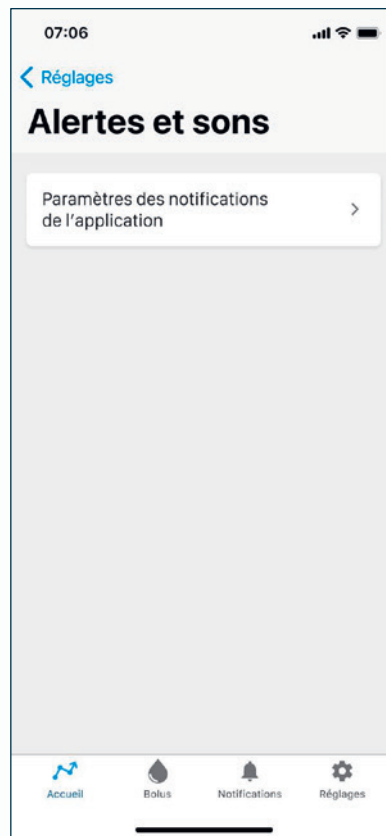 07:06
Réglages
Alertes et sons
Paramètres des notifications
de l'application
Accueil
Bolus
Notifications
Réglages